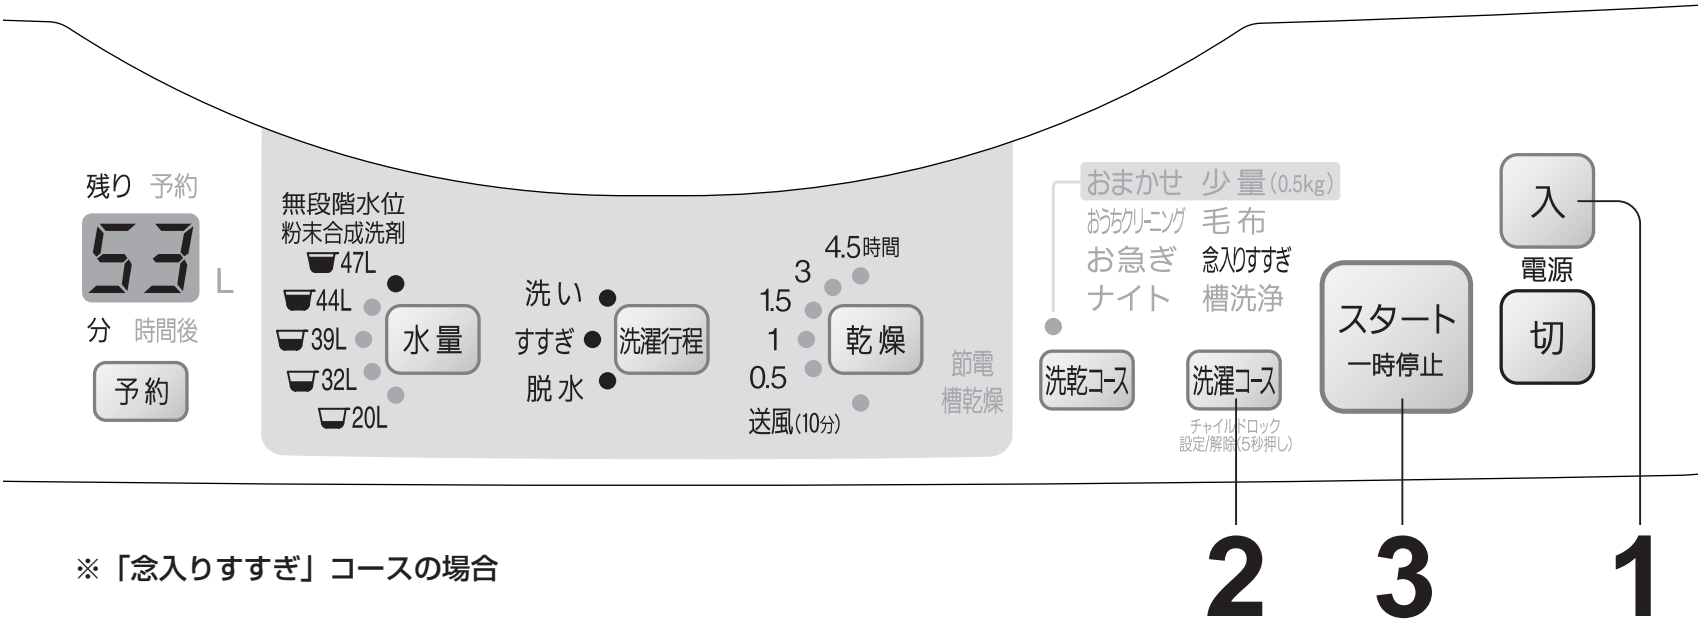 残り 予約
53
L
分 時間後
予約
無段階水位
粉末合成洗剤
47L
44L
39L
32L
20L
水量
洗い
すすぎ
脱水
洗濯行程
4.5時間
3
1.5
1
0.5
送風(10分)
乾燥
節電
槽乾燥
おまかせ 少量(0.5kg)
おうちクリーニング 毛布
お急ぎ 念入りすすぎ
ナイト 槽洗浄
洗乾コース
洗濯コース
チャイルドロック
設定/解除(5秒押し)
スタート
一時停止
入
電源
切
※「念入りすすぎ」コースの場合
2 3 1